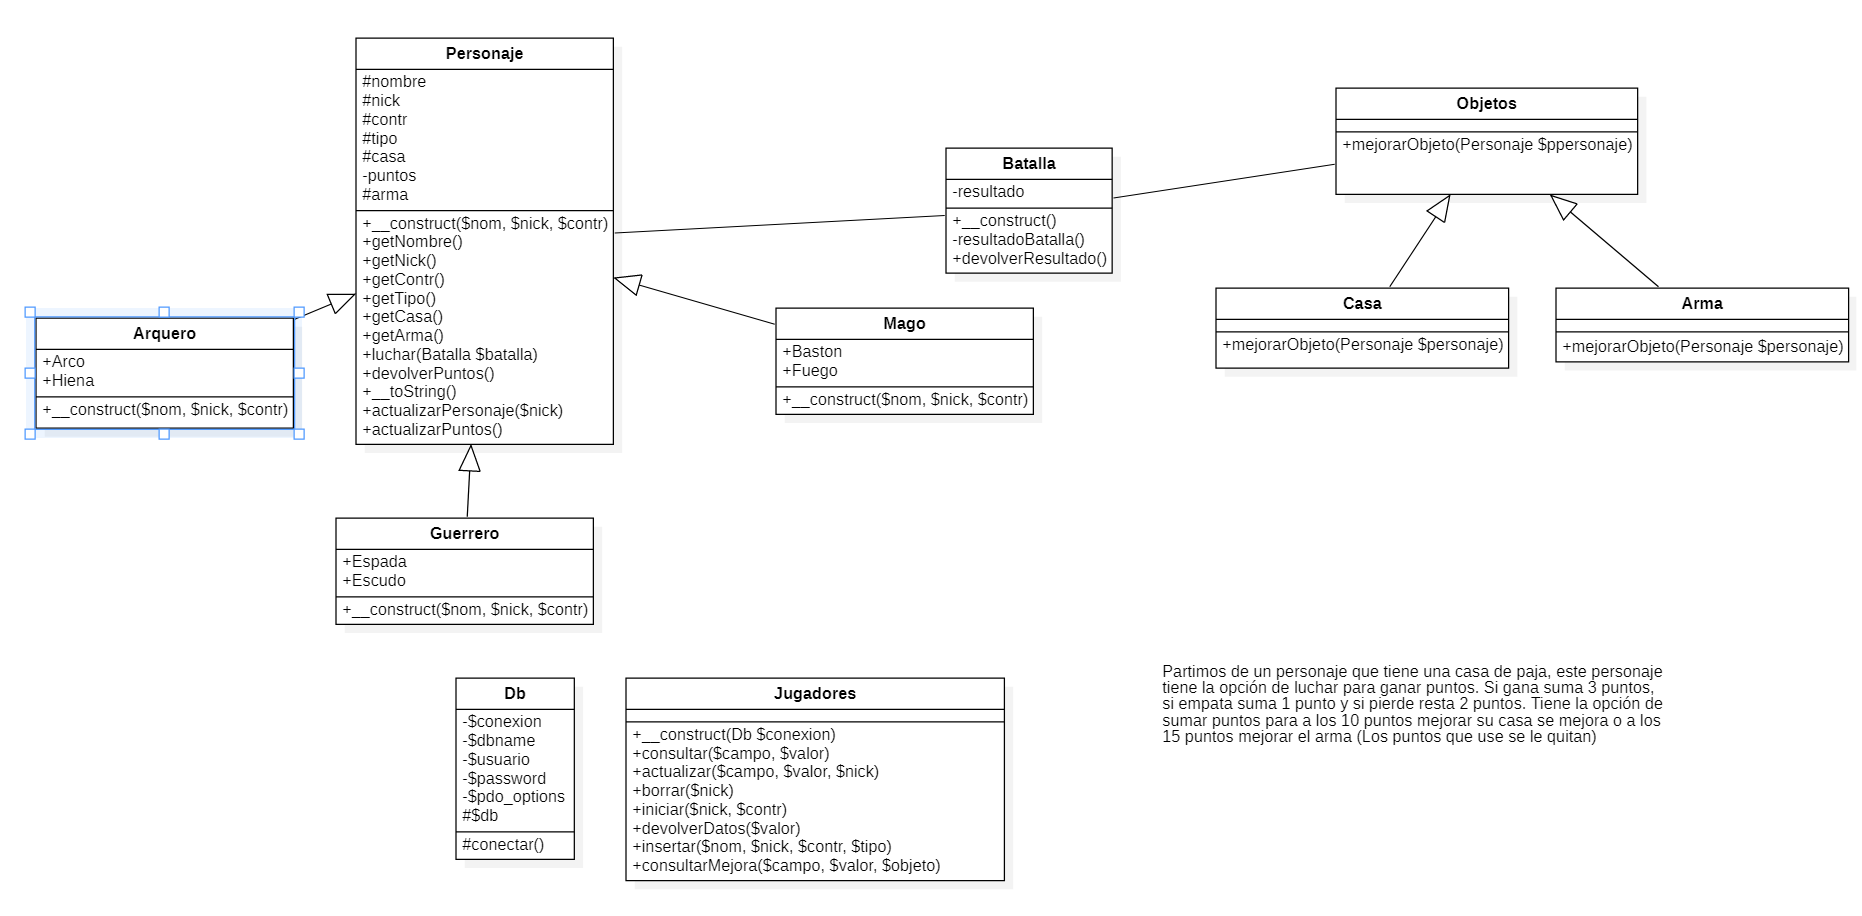 Personaje
#nombre
#nick
#contr
#tipo
#casa
-puntos
#arma
+__construct($nom, $nick, $contr)
+getNombre()
+getNick()
+getContr()
+getTipo()
+getCasa()
+getArma()
+luchar(Batalla $batalla)
+devolverPuntos()
+__toString()
+actualizarPersonaje($nick)
+actualizarPuntos()
Batalla
-resultado
+__construct()
-resultadoBatalla()
+devolverResultado()
Objetos
+mejorarObjeto(Personaje $ppersonaje)
Arquero
+Arco
+Hiena
+__construct($nom, $nick, $contr)
Mago
+Baston
+Fuego
+__construct($nom, $nick, $contr)
Casa
+mejorarObjeto(Personaje $personaje)
Arma
+mejorarObjeto(Personaje $personaje)
Guerrero
+Espada
+Escudo
+__construct($nom, $nick, $contr)
Db
-$conexion
-$dbname
-$usuario
-$password
-$pdo_options
#$db
#conectar()
Jugadores
+__construct(Db $conexion)
+consultar($campo, $valor)
+actualizar($campo, $valor, $nick)
+borrar($nick)
+iniciar($nick, $contr)
+devolverDatos($valor)
+insertar($nom, $nick, $contr, $tipo)
+consultarMejora($campo, $valor, $objeto)
Partimos de un personaje que tiene una casa de paja, este personaje
tiene la opción de luchar para ganar puntos. Si gana suma 3 puntos,
si empata suma 1 punto y si pierde resta 2 puntos. Tiene la opción de
sumar puntos para a los 10 puntos mejorar su casa se mejora o a los
15 puntos mejorar el arma (Los puntos que use se le quitan)